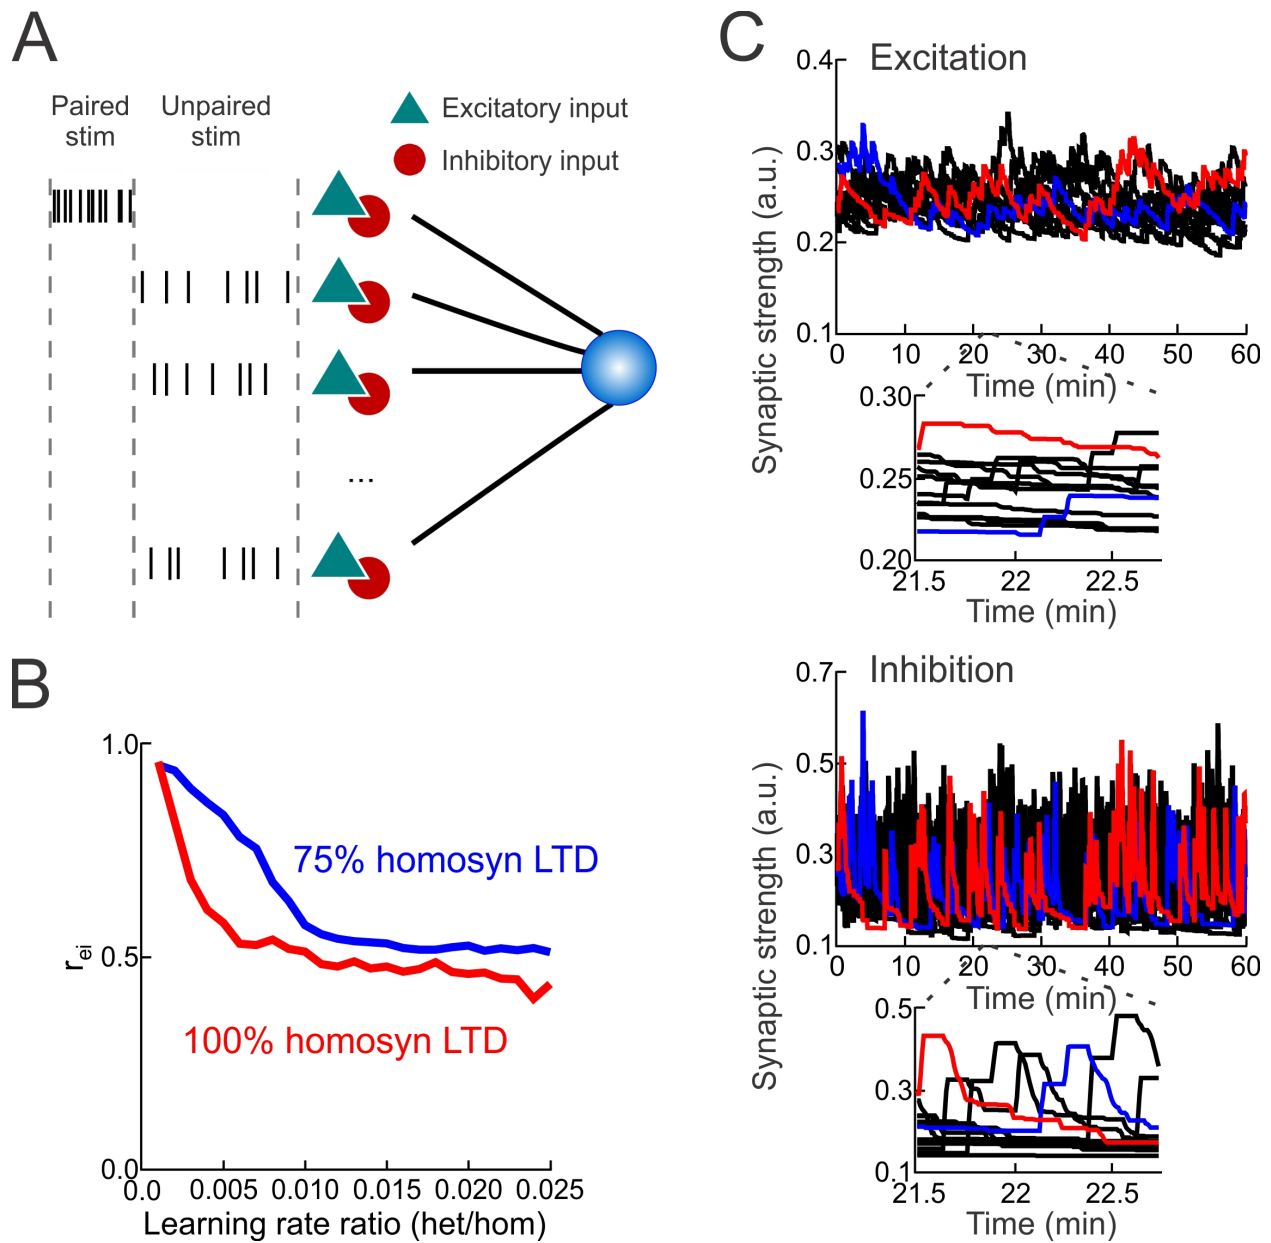 A
Paired
stim
Unpaired
stim
Excitatory input
Inhibitory input
...
B
1.0
0.5
0.0
r ei
75% homosyn LTD
100% homosyn LTD
0.0 0.005 0.010 0.015 0.020 0.025
Learning rate ratio (het/hom)
C
Excitation
Synaptic strength (a.u.)
0.4
0.3
0.2
0.1
0 10 20 30 40 50 60
Time (min)
0.30
0.25
0.20
21.5 22 22.5
Time (min)
Inhibition
Synaptic strength (a.u.)
0.7
0.5
0.3
0.1
0 10 20 30 40 50 60
Time (min)
0.5
0.3
0.1
21.5 22 22.5
Time (min)